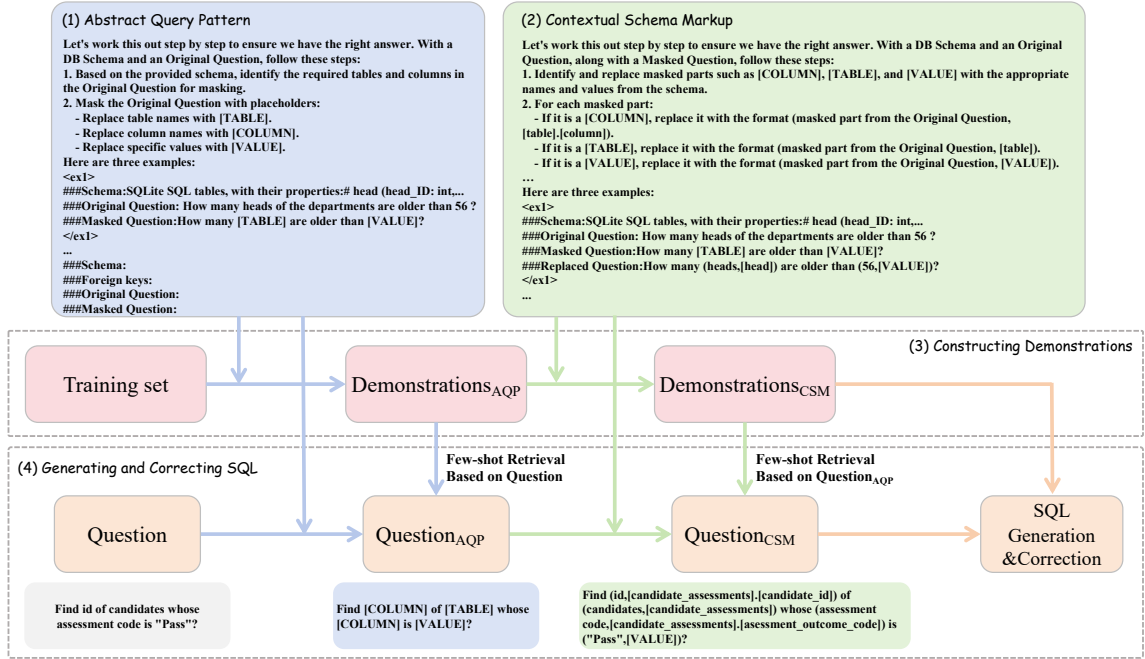 (1) Abstract Query Pattern
Let's work this out step by step to ensure we have the right answer. With a
DB Schema and an Original Question, follow these steps:
1. Based on the provided schema, identify the required tables and columns in
the Original Question for masking.
2. Mask the Original Question with placeholders:
- Replace table names with [TABLE].
- Replace column names with [COLUMN].
- Replace specific values with [VALUE].
Here are three examples:
<ex1>
###Schema:SQLite SQL tables, with their properties:# head (head_ID: int,...
###Original Question: How many heads of the departments are older than 56 ?
###Masked Question:How many [TABLE] are older than [VALUE]?
</ex1>
...
###Schema:
###Foreign keys:
###Original Question:
###Masked Question:
(2) Contextual Schema Markup
Let's work this out step by step to ensure we have the right answer. With a DB Schema and an Original
Question, along with a Masked Question, follow these steps:
1. Identify and replace masked parts such as [COLUMN], [TABLE], and [VALUE] with the appropriate
names and values from the schema.
2. For each masked part:
- If it is a [COLUMN], replace it with the format (masked part from the Original Question,
[table].[column]).
- If it is a [TABLE], replace it with the format (masked part from the Original Question, [table]).
- If it is a [VALUE], replace it with the format (masked part from the Original Question, [VALUE]).
...
Here are three examples:
<ex1>
###Schema:SQLite SQL tables, with their properties:# head (head_ID: int,...
###Original Question: How many heads of the departments are older than 56 ?
###Masked Question:How many [TABLE] are older than [VALUE]?
###Replaced Question:How many (heads,[head]) are older than (56,[VALUE])?
</ex1>
...
(3) Constructing Demonstrations
Training set
Demonstrations AQP
Demonstrations CSM
(4) Generating and Correcting SQL
Few-shot Retrieval
Based on Question
Few-shot Retrieval
Based on Question AQP
Question
Question AQP
Question CSM
SQL
Generation
&Correction
Find id of candidates whose
assessment code is "Pass"?
Find [COLUMN] of [TABLE] whose
[COLUMN] is [VALUE]?
Find (id,[candidate_assessments].[candidate_id]) of
(candidates,[candidate_assessments]) whose (assessment
code,[candidate_assessments].[asessment_outcome_code]) is
("Pass",[VALUE])?